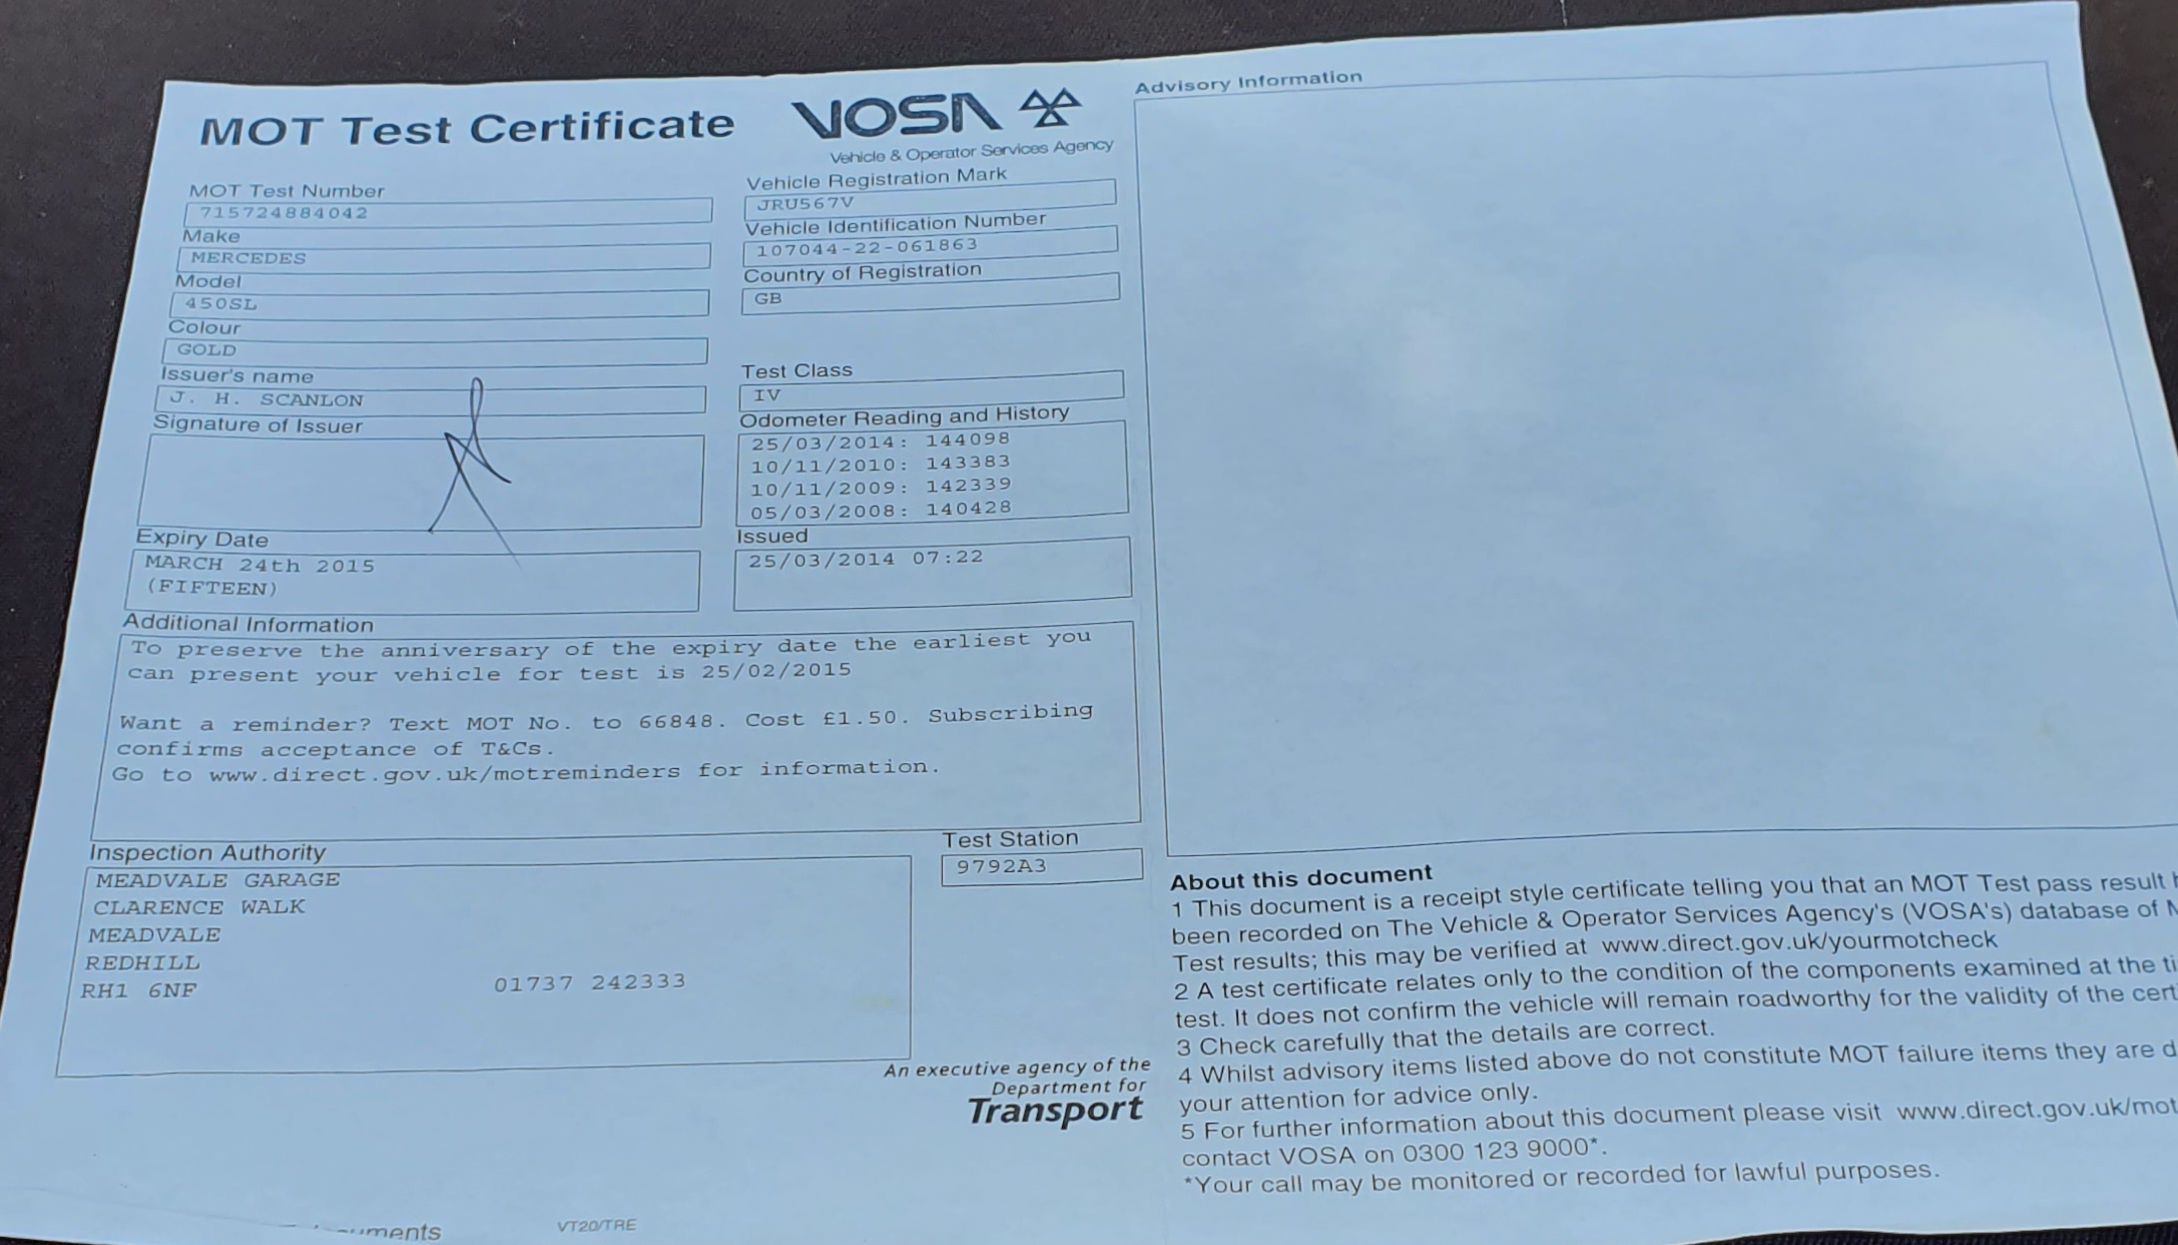 MOT Test Certificate
VOSA
Vehicle & Operator Services Agency
MOT Test Number
715724884042
Make
MERCEDES
Model
450SL
Colour
GOLD
Issuer's name
J. H. SCANLON
Signature of Issuer
Expiry Date
MARCH 24th 2015
(FIFTEEN)
Vehicle Registration Mark
JRU567V
Vehicle Identification Number
107044-22-061863
Country of Registration
GB
Test Class
IV
Odometer Reading and History
25/03/2014: 144098
10/11/2010: 143383
10/11/2009: 142339
05/03/2008: 140428
Issued
25/03/2014 07:22
Additional Information
To preserve the anniversary of the expiry date the earliest you
can present your vehicle for test is 25/02/2015
Want a reminder? Text MOT No. to 66848. Cost £1.50. Subscribing
confirms acceptance of T&Cs.
Go to www.direct.gov.uk/motreminders for information.
Inspection Authority
MEADVALE GARAGE
CLARENCE WALK
MEADVALE
REDHILL
RH1 6NF
01737 242333
Test Station
9792A3
An executive agency of the
Department for
Transport
VT20/TRE
Advisory Information
About this document
1 This document is a receipt style certificate telling you that an MOT Test pass result
been recorded on The Vehicle & Operator Services Agency's (VOSA's) database of
Test results; this may be verified at www.direct.gov.uk/yourmotcheck
2 A test certificate relates only to the condition of the components examined at the
test. It does not confirm the vehicle will remain roadworthy for the validity of the
3 Check carefully that the details are correct.
4 Whilst advisory items listed above do not constitute MOT failure items they are
your attention for advice only.
5 For further information about this document please visit www.direct.gov.uk/mot
contact VOSA on 0300 123 9000*.
*Your call may be monitored or recorded for lawful purposes.